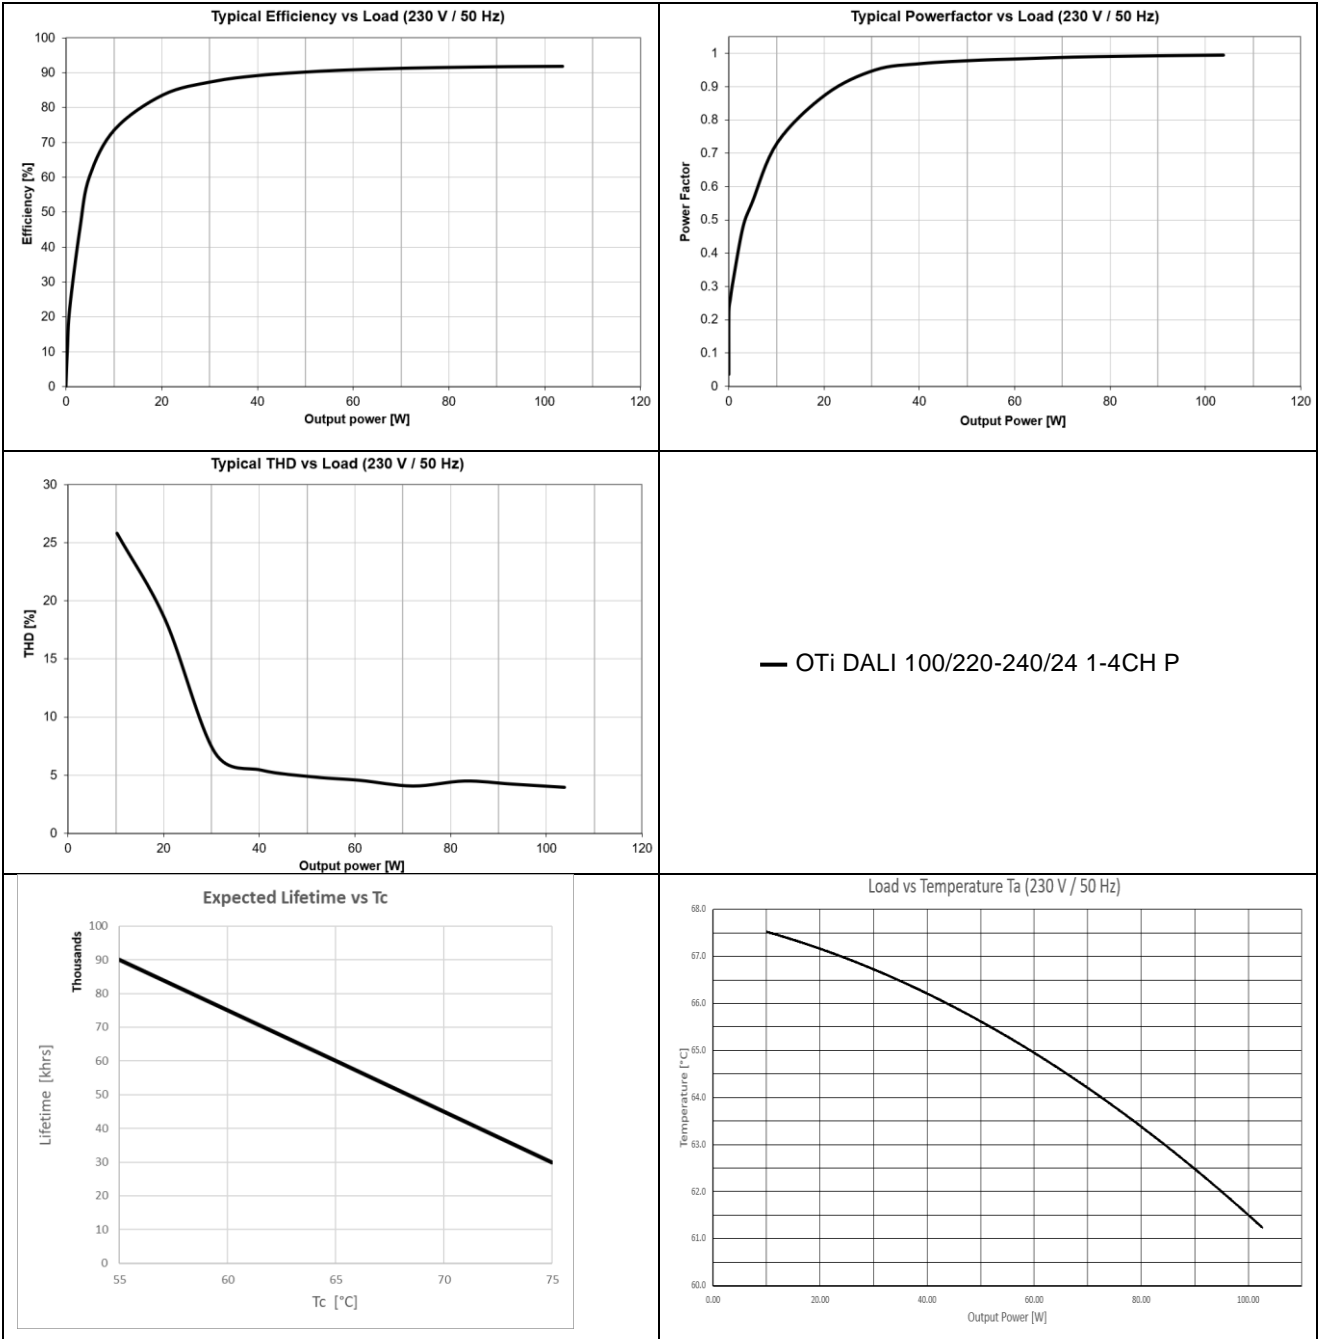 Typical Efficiency vs Load (230 V / 50 Hz)
100
90
80
70
60
50
40
30
20
10
0
Efficiency [%]
0 20 40 60 80 100 120
Output power [W]
Typical Powerfactor vs Load (230 V / 50 Hz)
1
0.9
0.8
0.7
0.6
0.5
0.4
0.3
0.2
0.1
0
Power Factor
0 20 40 60 80 100 120
Output Power [W]
Typical THD vs Load (230 V / 50 Hz)
30
25
20
15
10
5
0
THD [%]
0 20 40 60 80 100 120
Output power [W]
OTi DALI 100/220-240/24 1-4CH P
Expected Lifetime vs Tc
Thousands
100
90
80
70
60
50
40
30
20
10
0
Lifetime [khrs]
55 60 65 70 75
Tc [°C]
Load vs Temperature Ta (230 V / 50 Hz)
68.0
67.0
66.0
65.0
64.0
63.0
62.0
61.0
60.0
Temperature [°C]
0.00 20.00 40.00 60.00 80.00 100.00
Output Power [W]